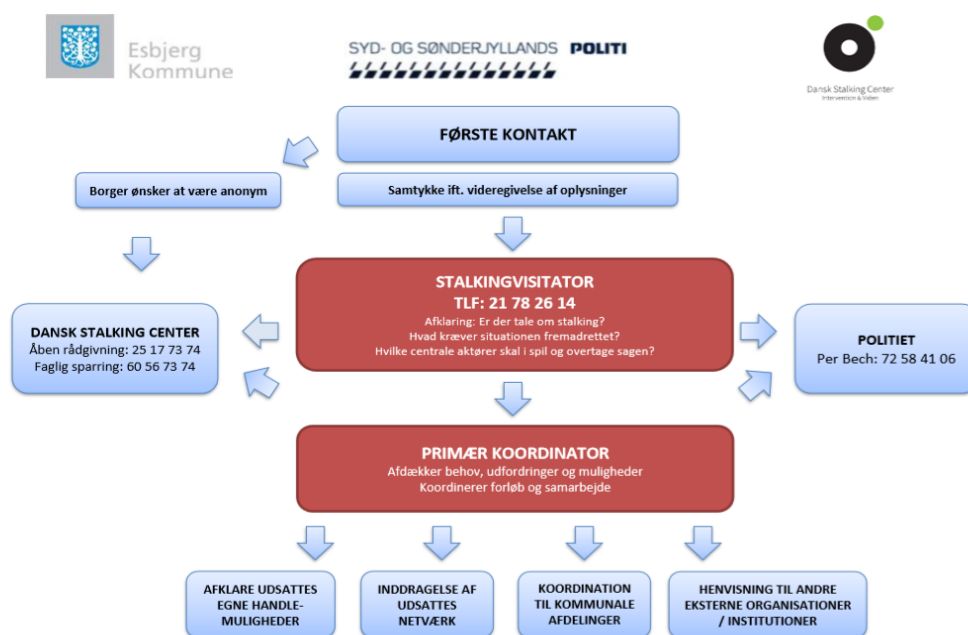 Esbjerg
Kommune
SYD- OG SØNDERJYLLANDS POLITI
Dansk Stalking Center
Intervention & Viden
FØRSTE KONTAKT
Borger ønsker at være anonym
Samtykke ift. videregivelse af oplysninger
STALKINGVISITATOR
TLF: 21 78 26 14
Afklaring: Er der tale om stalking?
Hvad kræver situationen fremadrettet?
Hvilke centrale aktører skal i spil og overtage sagen?
DANSK STALKING CENTER
Åben rådgivning: 25 17 73 74
Faglig sparring: 60 56 73 74
POLITIET
Per Bech: 72 58 41 06
PRIMÆR KOORDINATOR
Afdækker behov, udfordringer og muligheder
Koordinerer forløb og samarbejde
AFKLARE UDSATTES
EGNE HANDLE-
MULIGHEDER
INDDRAGELSE AF
UDSATTES
NETVÆRK
KOORDINATION
TIL KOMMUNALE
AFDELINGER
HENVISNING TIL ANDRE
EKSTERNE ORGANISATIONER
/ INSTITUTIONER